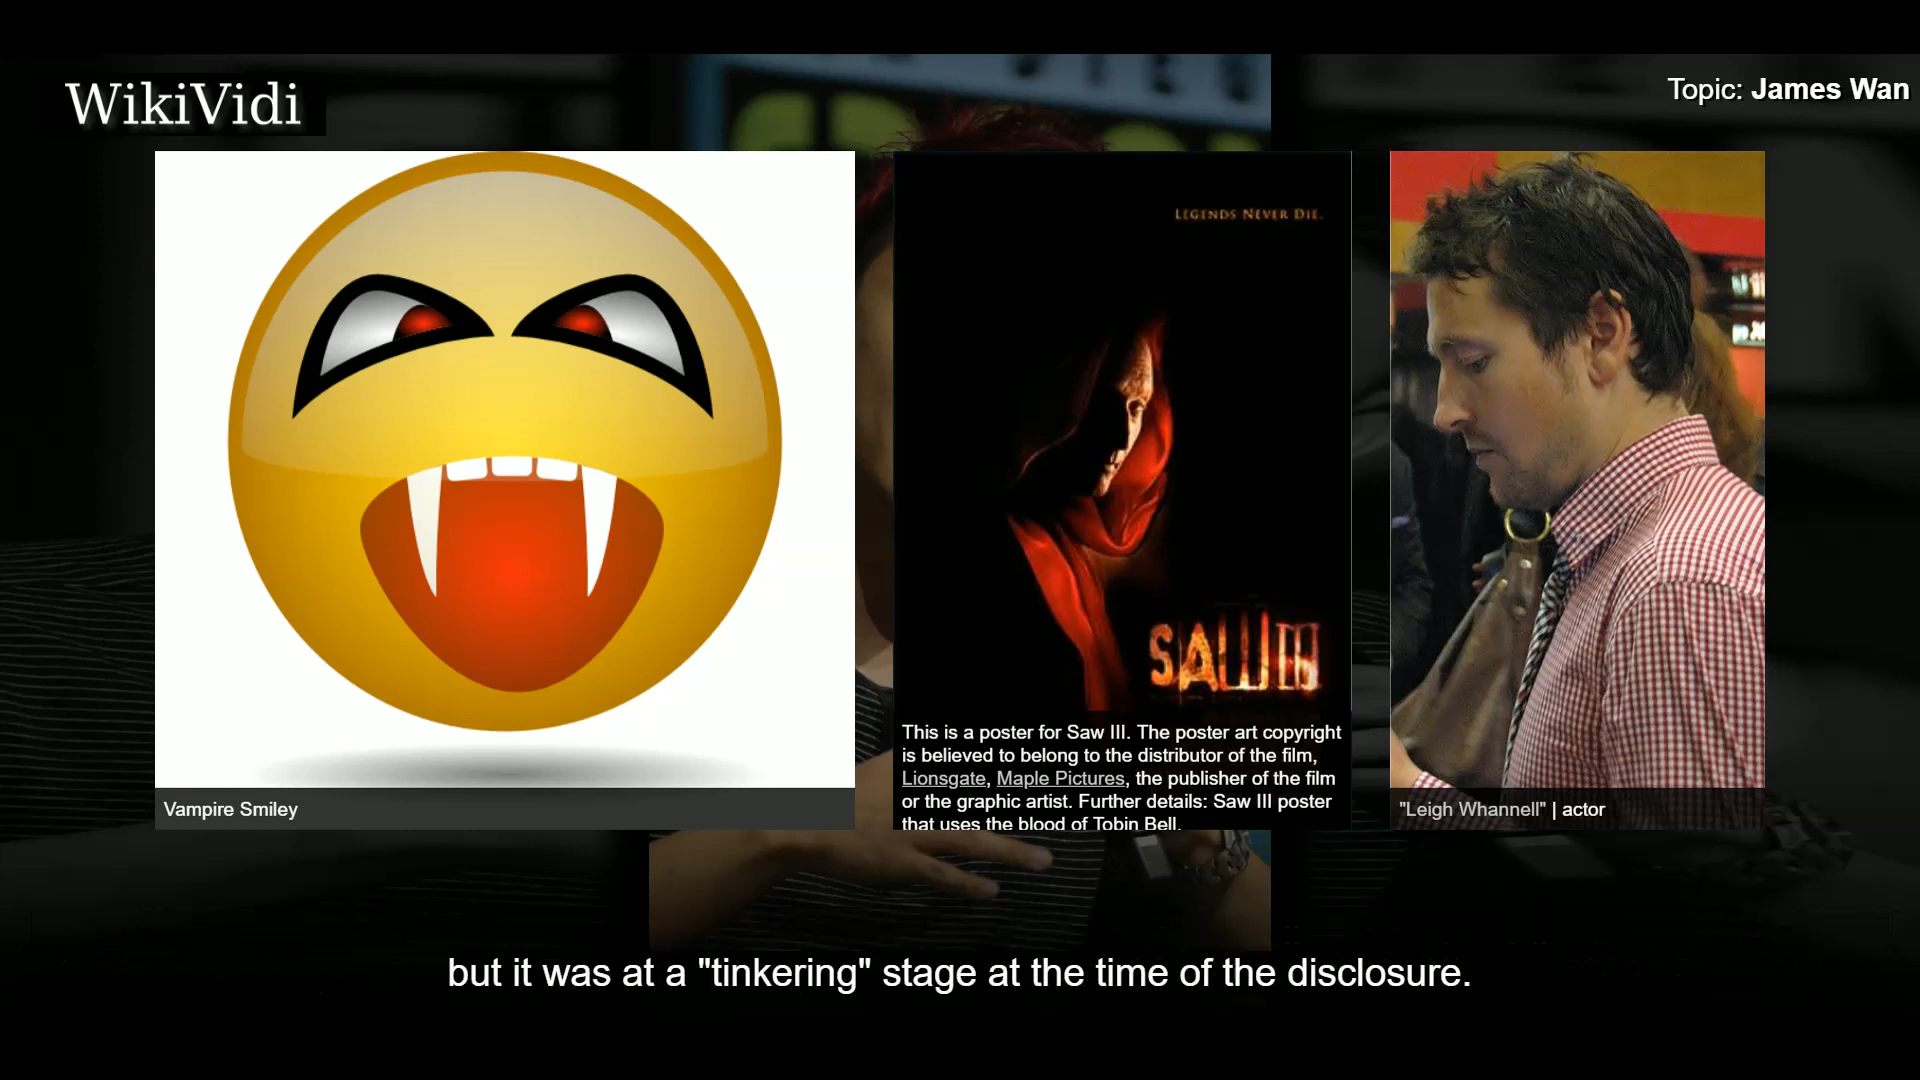 WikiVidi
Topic: James Wan
LEGENDS NEVER DIE.
SAW III
This is a poster for Saw III. The poster art copyright
is believed to belong to the distributor of the film,
Lionsgate, Maple Pictures, the publisher of the film
or the graphic artist. Further details: Saw III poster
that uses the blood of Tobin Bell.
Vampire Smiley
"Leigh Whannell" | actor
but it was at a "tinkering" stage at the time of the disclosure.